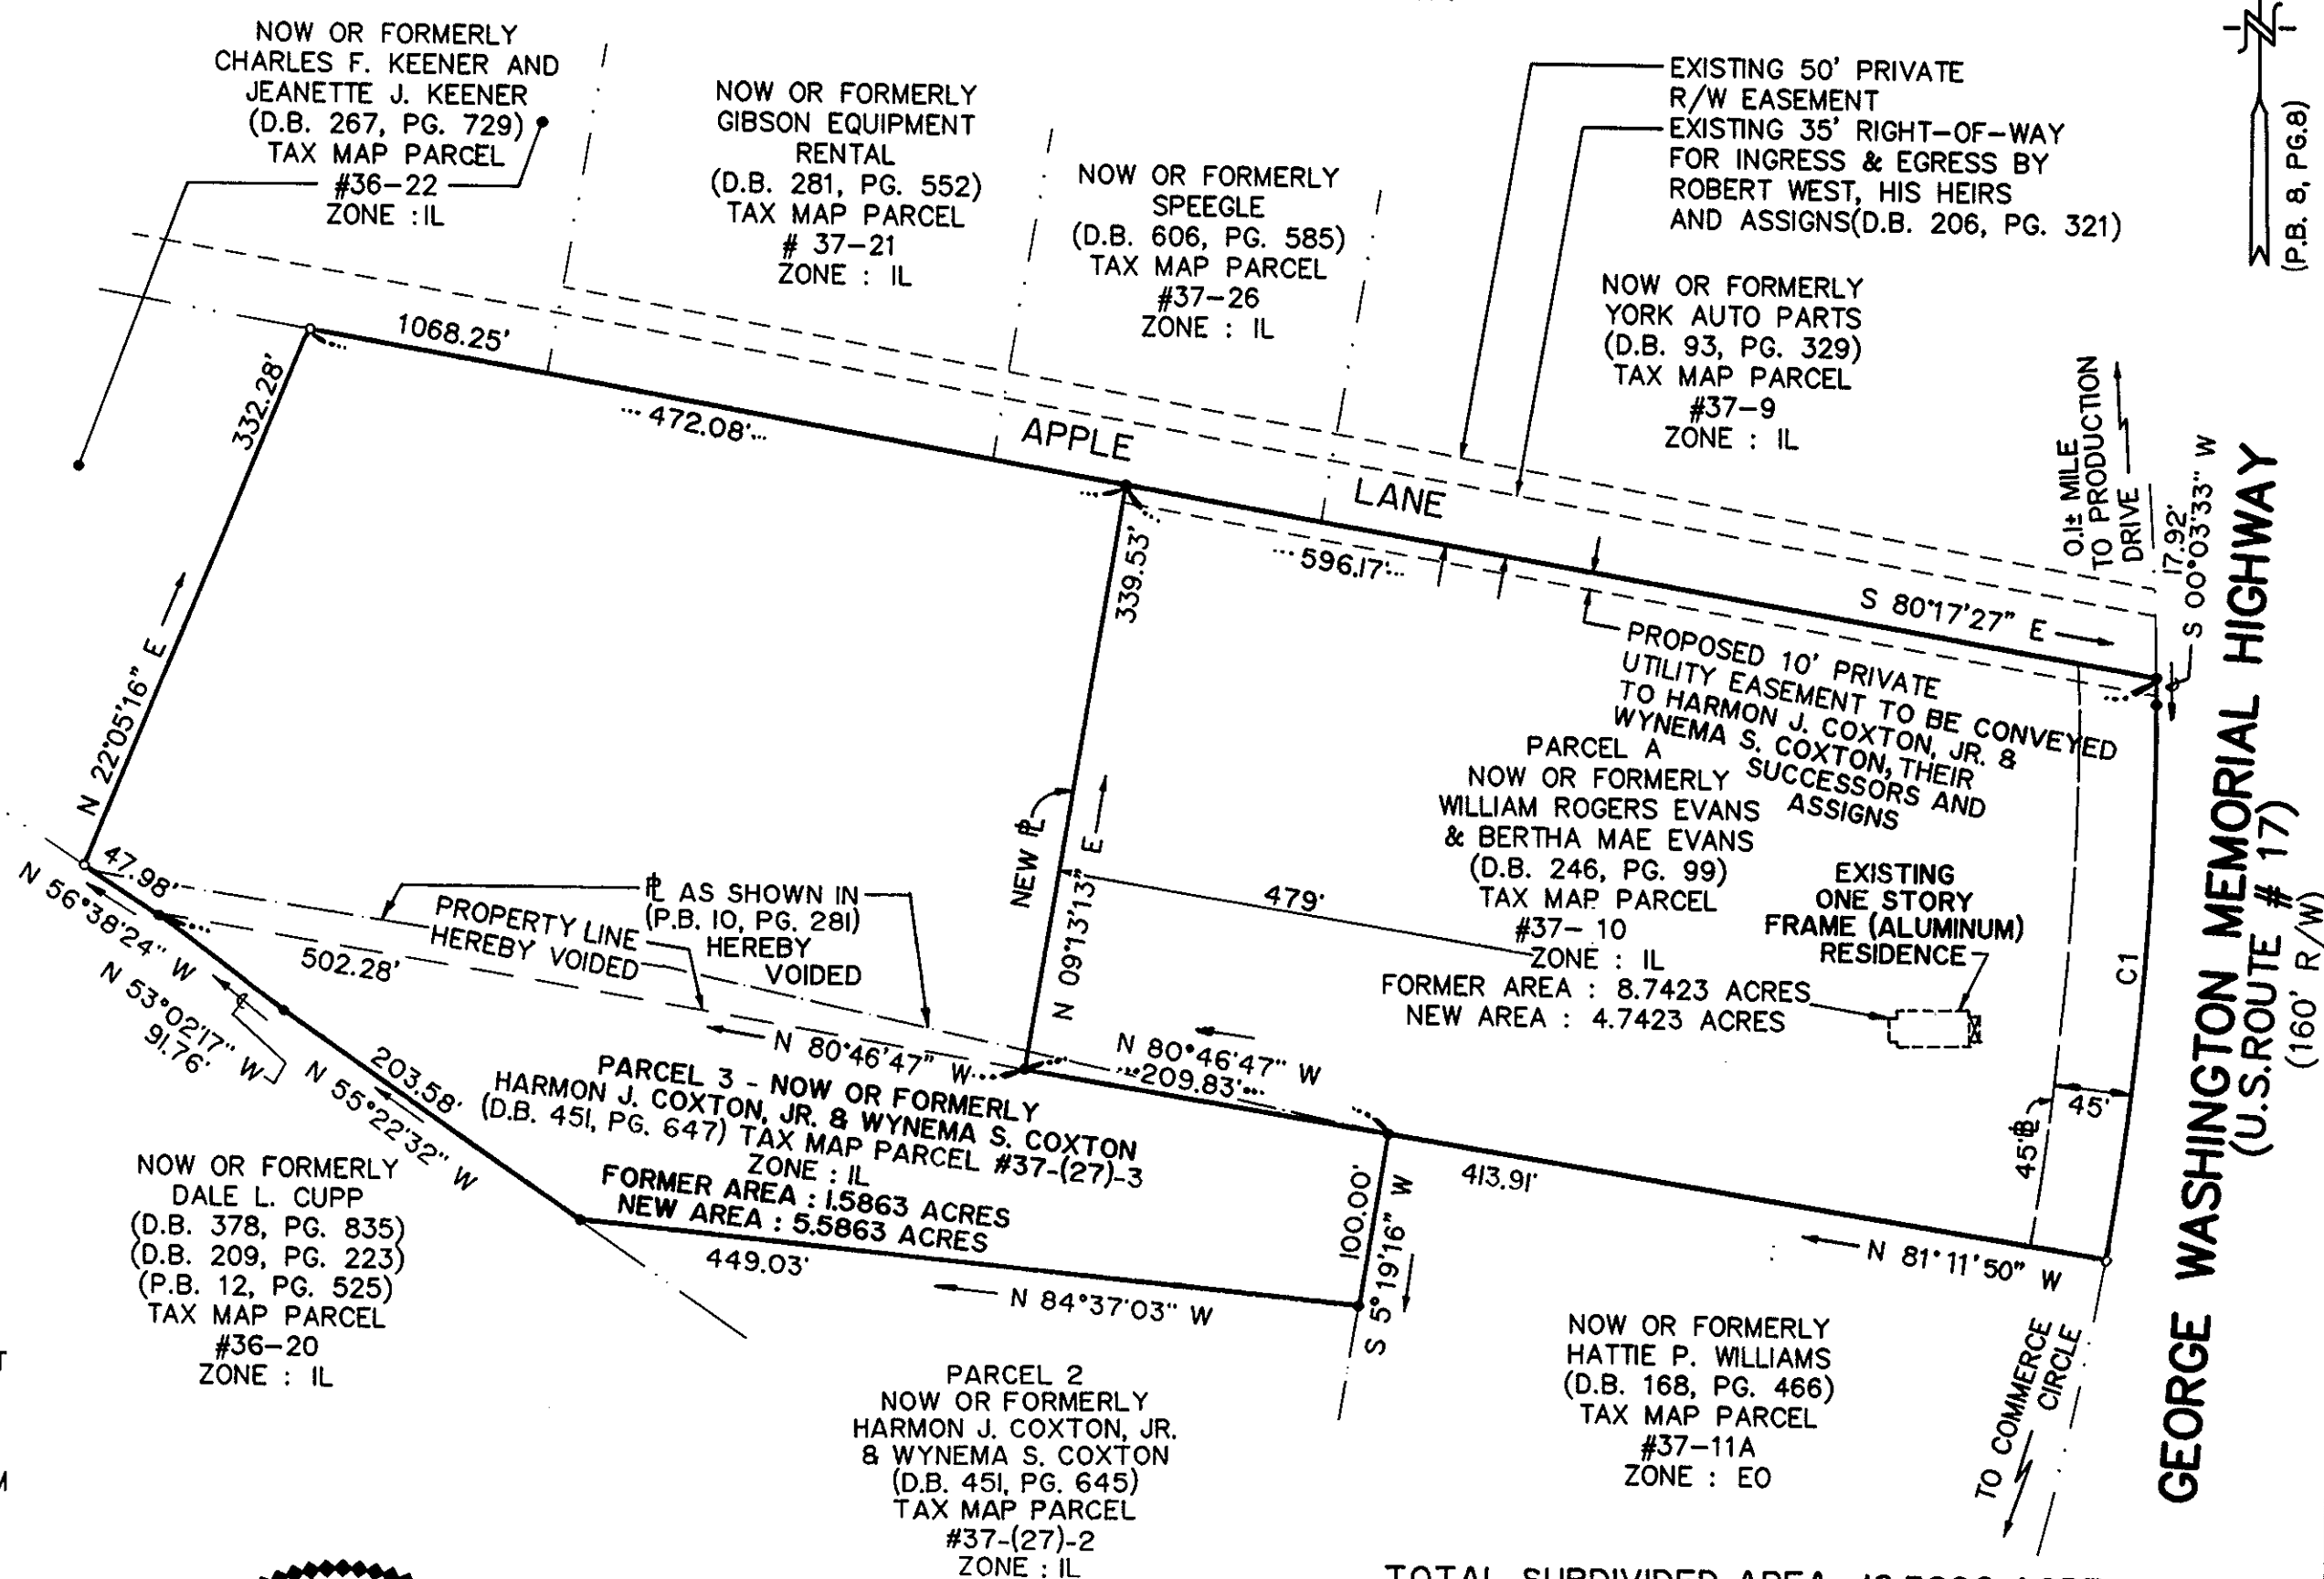 NOW OR FORMERLY
CHARLES F. KEENER AND
JEANETTE J. KEENER
(D.B. 267, PG. 729)
TAX MAP PARCEL
#36-22
ZONE : IL
NOW OR FORMERLY
GIBSON EQUIPMENT
RENTAL
(D.B. 281, PG. 552)
TAX MAP PARCEL
# 37-21
ZONE : IL
NOW OR FORMERLY
SPEEGLE
(D.B. 606, PG. 585)
TAX MAP PARCEL
#37-26
ZONE : IL
EXISTING 50' PRIVATE
R/W EASEMENT
EXISTING 35' RIGHT-OF-WAY
FOR INGRESS & EGRESS BY
ROBERT WEST, HIS HEIRS
AND ASSIGNS(D.B. 206, PG. 321)
NOW OR FORMERLY
YORK AUTO PARTS
(D.B. 93, PG. 329)
TAX MAP PARCEL
#37-9
ZONE : IL
N
(P.B. 8, PG.8)
0.1± MILE
TO PRODUCTION
DRIVE
17.92'
S 00°03'33" W
1068.25'
332.28'
472.08'
APPLE LANE
596.17'
339.53'
S 80°17'27" E
N 22°05'16" E
PROPOSED 10' PRIVATE
UTILITY EASEMENT TO BE CONVEYED
TO HARMON J. COXTON, JR. &
WYNEMA S. COXTON, THEIR
SUCCESSORS AND
ASSIGNS
PARCEL A
NOW OR FORMERLY
WILLIAM ROGERS EVANS
& BERTHA MAE EVANS
(D.B. 246, PG. 99)
TAX MAP PARCEL
#37- 10
ZONE : IL
FORMER AREA : 8.7423 ACRES
NEW AREA : 4.7423 ACRES
EXISTING
ONE STORY
FRAME (ALUMINUM)
RESIDENCE
NEW PL
N 09°13'13" E
479'
47.98'
N 56°38'24" W
PL AS SHOWN IN
(P.B. 10, PG. 281)
HEREBY
VOIDED
PROPERTY LINE
HEREBY VOIDED
502.28'
N 53°02'17" W
91.76'
203.58'
N 55°22'32" W
N 80°46'47" W
N 80°46'47" W
209.83'
PARCEL 3 - NOW OR FORMERLY
HARMON J. COXTON, JR. & WYNEMA S. COXTON
(D.B. 451, PG. 647) TAX MAP PARCEL #37-(27)-3
ZONE : IL
FORMER AREA : 1.5863 ACRES
NEW AREA : 5.5863 ACRES
449.03'
N 84°37'03" W
100.00'
S 5°19'16" W
413.91'
N 81°11'50" W
C1
45'
45'
GEORGE WASHINGTON MEMORIAL HIGHWAY
(U.S.ROUTE # 17)
(160' R/W)
NOW OR FORMERLY
DALE L. CUPP
(D.B. 378, PG. 835)
(D.B. 209, PG. 223)
(P.B. 12, PG. 525)
TAX MAP PARCEL
#36-20
ZONE : IL
PARCEL 2
NOW OR FORMERLY
HARMON J. COXTON, JR.
& WYNEMA S. COXTON
(D.B. 451, PG. 645)
TAX MAP PARCEL
#37-(27)-2
ZONE : IL
NOW OR FORMERLY
HATTIE P. WILLIAMS
(D.B. 168, PG. 466)
TAX MAP PARCEL
#37-11A
ZONE : EO
TO COMMERCE
CIRCLE
TOTAL SUBDIVIDED AREA